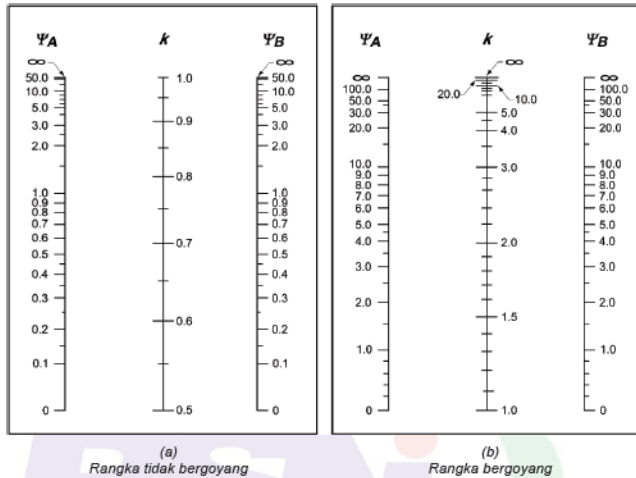 ΨA k ΨB
∞ ∞
50.0 1.0 50.0
10.0 10.0
5.0 0.9 5.0
3.0 3.0
2.0 2.0
0.8
1.0 1.0
0.9 0.9
0.8 0.8
0.7 0.7
0.6 0.7 0.6
0.5 0.5
0.4 0.4
0.3 0.3
0.2 0.6 0.2
0.1 0.1
0 0.5 0
(a)
Rangka tidak bergoyang
ΨA k ΨB
∞
∞ ∞
100.0 20.0 10.0 100.0
50.0 50.0
30.0 5.0 30.0
20.0 4.0 20.0
10.0 3.0 10.0
9.0 9.0
8.0 8.0
7.0 7.0
6.0 6.0
5.0 5.0
4.0 2.0 4.0
3.0 3.0
2.0 2.0
1.5
1.0 1.0
0 1.0 0
(b)
Rangka bergoyang